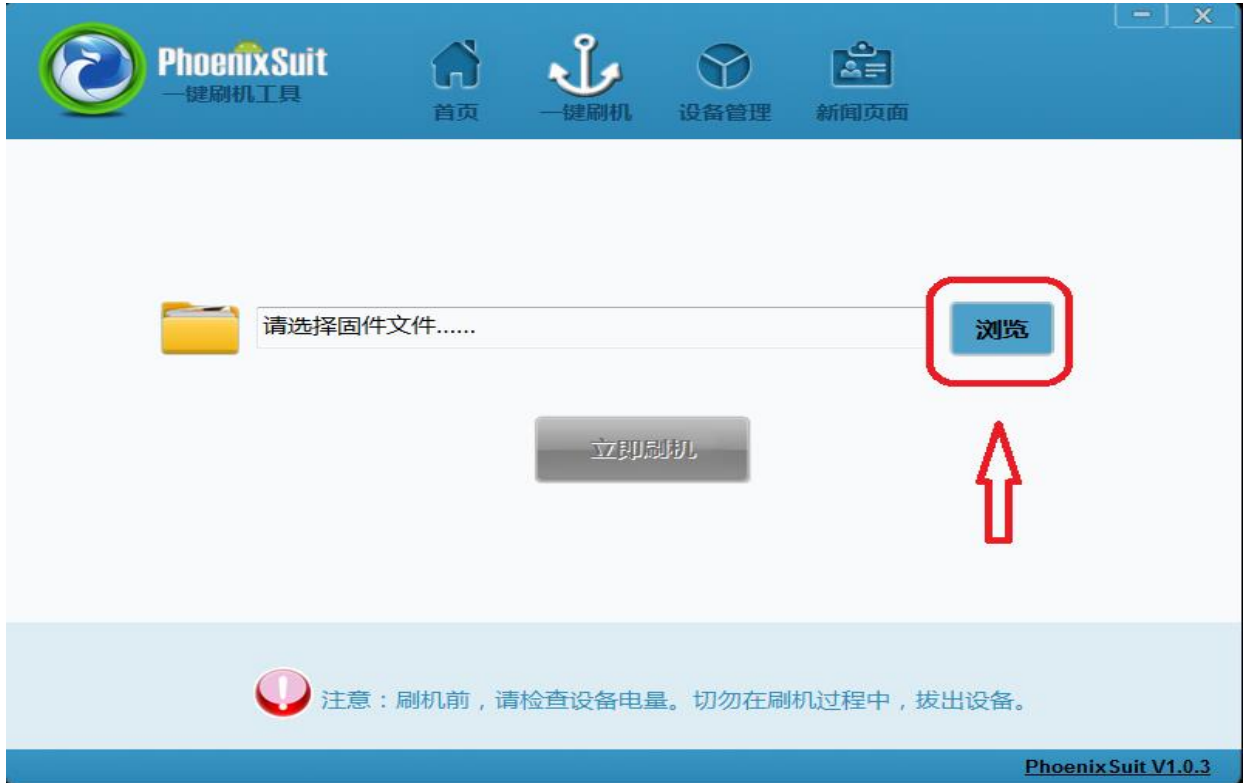 PhoenixSuit
一键刷机工具
首页
一键刷机
设备管理
新闻页面
请选择固件文件......
浏览
立即刷机
注意：刷机前，请检查设备电量。切勿在刷机过程中，拔出设备。
PhoenixSuit V1.0.3